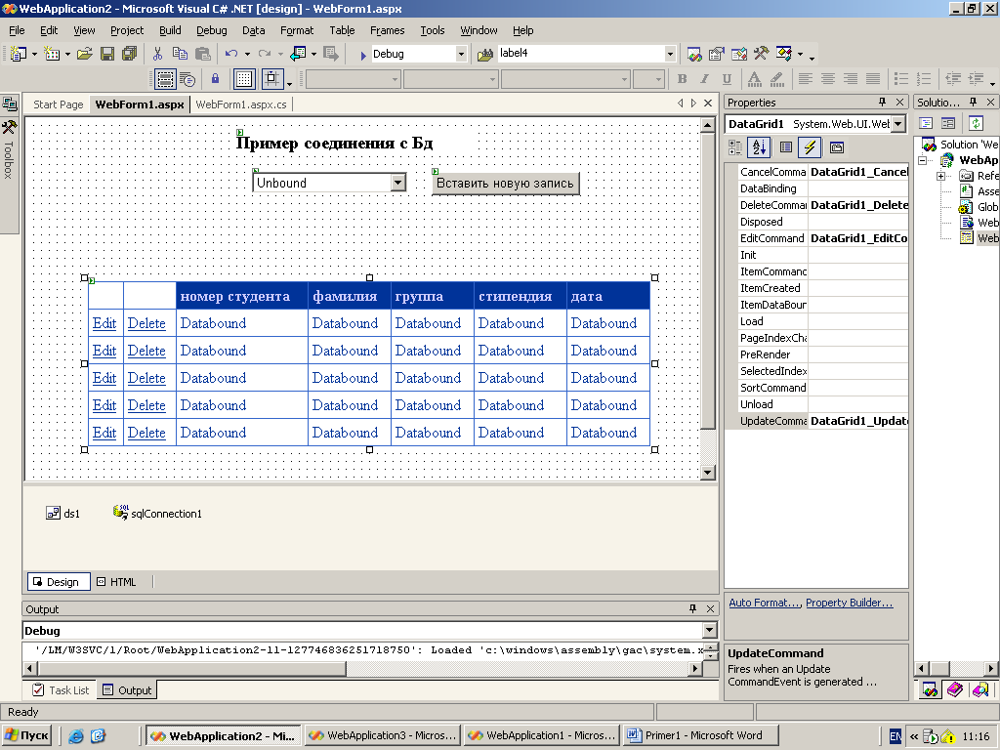 WebApplication2 - Microsoft Visual C# .NET [design] - WebForm1.aspx
File Edit View Project Build Debug Data Format Table Frames Tools Window Help
Debug label4
B I U
Start Page WebForm1.aspx WebForm1.aspx.cs
Toolbox
Пример соединения с Бд
Unbound Вставить новую запись
номер студента фамилия группа стипендия дата
Edit Delete Databound Databound Databound Databound Databound
Edit Delete Databound Databound Databound Databound Databound
Edit Delete Databound Databound Databound Databound Databound
Edit Delete Databound Databound Databound Databound Databound
Edit Delete Databound Databound Databound Databound Databound
ds1 sqlConnection1
Design HTML
Output
Debug
'/LM/W3SVC/1/Root/WebApplication2-11-127746836251718750': Loaded 'c:\windows\assembly\gac\system.x
Task List Output
Properties
DataGrid1 System.Web.UI.Wet
CancelComma DataGrid1_Cancel
DataBinding
DeleteCommar DataGrid1_Delete
Disposed
EditCommand DataGrid1_EditCo
Init
ItemCommanc
ItemCreated
ItemDataBour
Load
PageIndexCha
PreRender
SelectedIndex
SortCommand
Unload
UpdateComma DataGrid1_Updat
Auto Format..., Property Builder...
UpdateCommand
Fires when an Update
CommandEvent is generated ...
Solutio...
Solution 'We
WebAp
Refe
Asse
Glob
Web
Web
Ready
Пуск WebApplication2 - Mi... WebApplication3 - Micros... WebApplication1 - Micros... Primer1 - Microsoft Word EN « 11:16